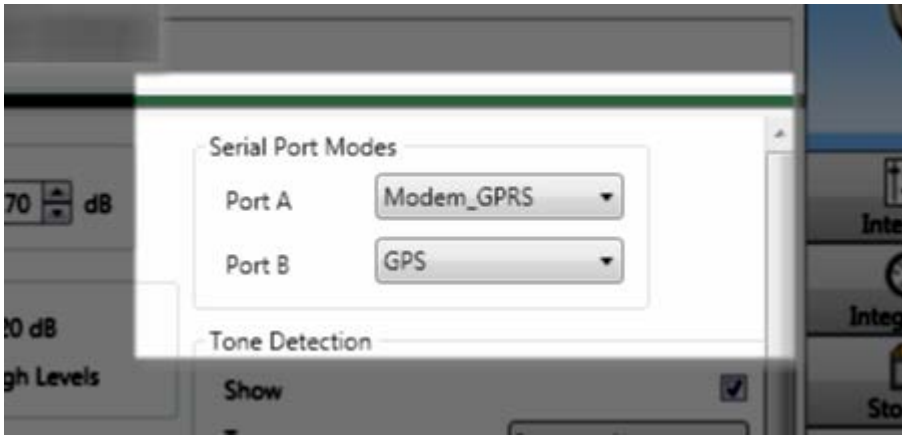 Serial Port Modes
Port A Modem_GPRS
70 dB
Port B GPS
20 dB
Tone Detection
gh Levels
Show
Inte
Integ
Sto